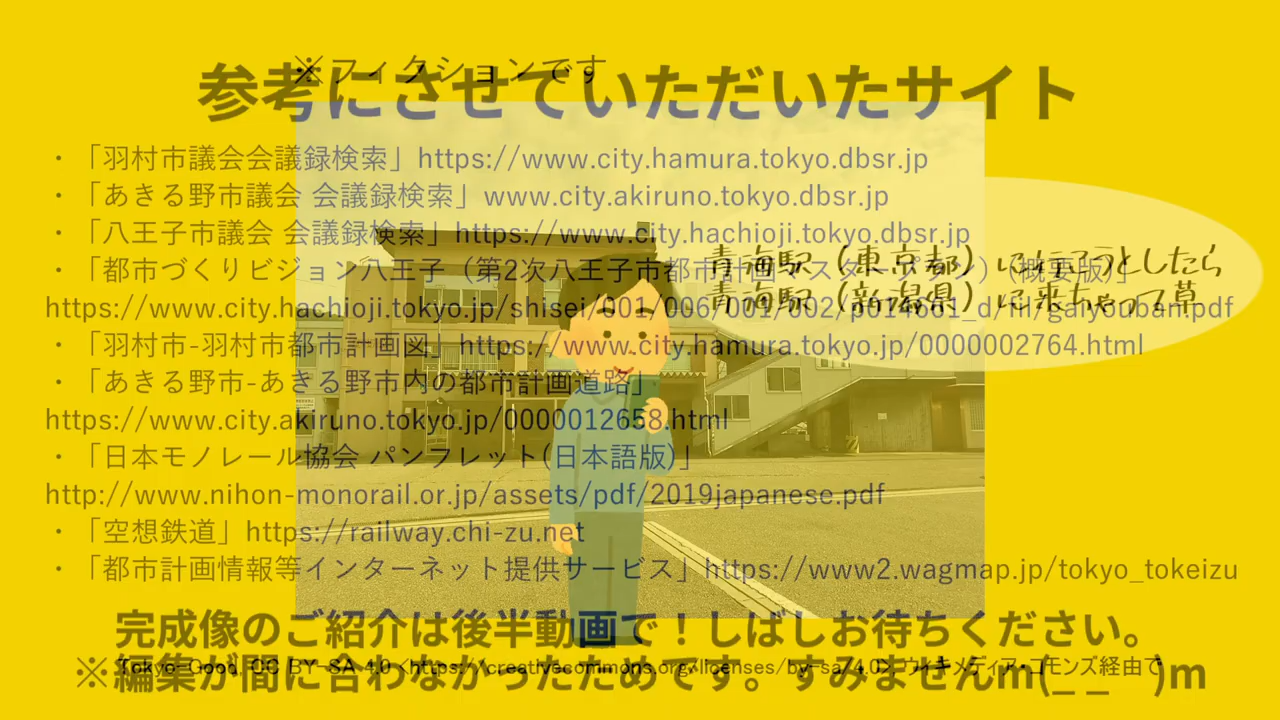 ※フィクションです
参考にさせていただいたサイト
・「羽村市議会会議録検索」https://www.city.hamura.tokyo.dbsr.jp
・「あきる野市議会 会議録検索」www.city.akiruno.tokyo.dbsr.jp
・「八王子市議会 会議録検索」https://www.city.hachioji.tokyo.dbsr.jp
青海駅（東京都）に行こうとしたら
青海駅（新潟県）に来ちゃって草
・「都市づくりビジョン八王子（第2次八王子市都市計画マスタープラン）（概要版）」
https://www.city.hachioji.tokyo.jp/shisei/001/006/001/002/p014661_d/fil/gaiyouban.pdf
・「羽村市-羽村市都市計画図」https://www.city.hamura.tokyo.jp/0000002764.html
・「あきる野市-あきる野市内の都市計画道路」
https://www.city.akiruno.tokyo.jp/0000012658.html
・「日本モノレール協会 パンフレット(日本語版)」
http://www.nihon-monorail.or.jp/assets/pdf/2019japanese.pdf
・「空想鉄道」https://railway.chi-zu.net
・「都市計画情報等インターネット提供サービス」https://www2.wagmap.jp/tokyo_tokeizu
完成像のご紹介は後半動画で！しばしお待ちください。
Tokyo-Good, CC BY-SA 4.0 <https://creativecommons.org/licenses/by-sa/4.0>, ウィキメディア・コモンズ経由で
※編集が間に合わなかったためです。すみませんm(_ _　)m